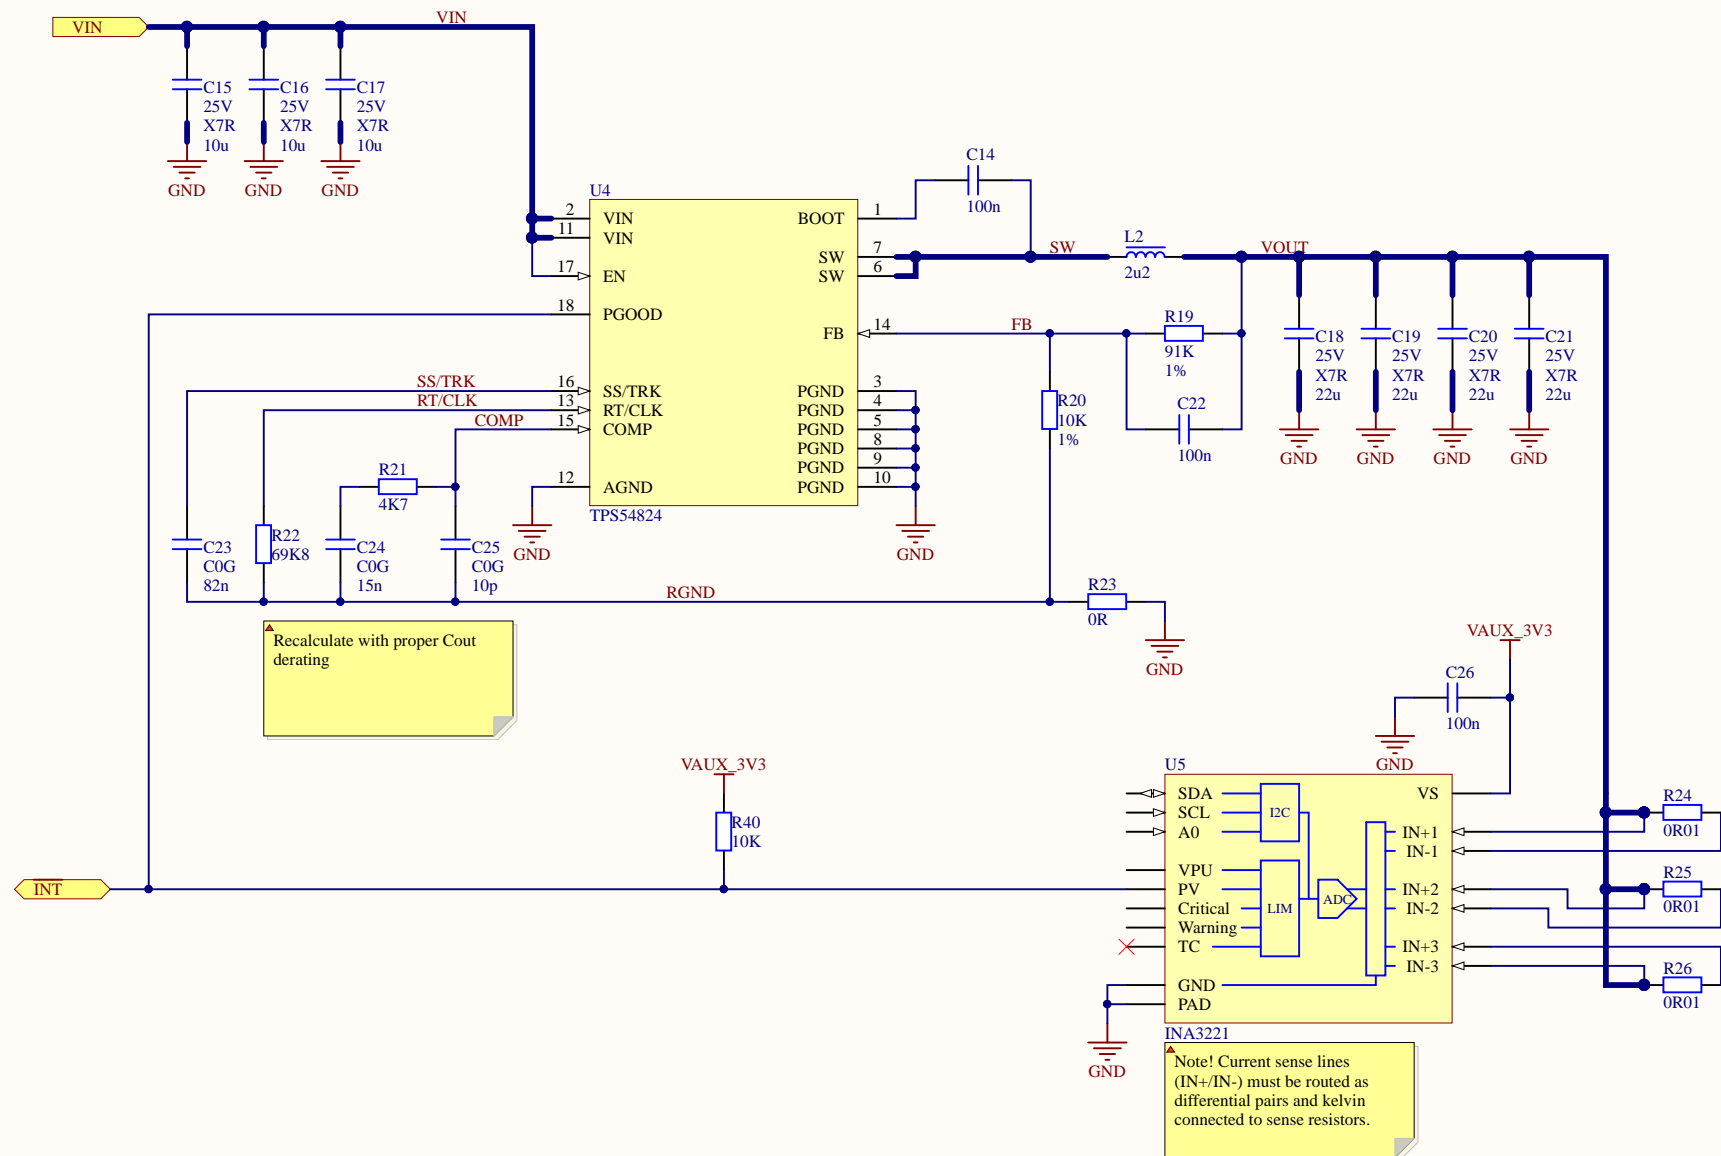 VIN
VIN
C15
25V
X7R
10u
GND
C16
25V
X7R
10u
GND
C17
25V
X7R
10u
GND
U4
2 VIN
11 VIN
17 EN
18 PGOOD
SS/TRK 16 SS/TRK
RT/CLK 13 RT/CLK
COMP 15 COMP
12 AGND
BOOT 1
SW 7
SW 6
FB 14
PGND 3
PGND 4
PGND 5
PGND 8
PGND 9
PGND 10
TPS54824
GND
GND
C14
100n
SW
L2
2u2
VOUT
FB
R19
91K
1%
R20
10K
1%
C22
100n
C18
25V
X7R
22u
GND
C19
25V
X7R
22u
GND
C20
25V
X7R
22u
GND
C21
25V
X7R
22u
GND
R21
4K7
C23
C0G
82n
R22
69K8
C24
C0G
15n
C25
C0G
10p
RGND
R23
0R
GND
Recalculate with proper Cout
derating
VAUX_3V3
C26
100n
GND
VAUX_3V3
R40
10K
INT
U5
SDA
SCL
A0
VPU
PV
Critical
Warning
TC
GND
PAD
I2C
LIM
ADC
VS
IN+1
IN-1
IN+2
IN-2
IN+3
IN-3
INA3221
GND
R24
0R01
R25
0R01
R26
0R01
Note! Current sense lines
(IN+/IN-) must be routed as
differential pairs and kelvin
connected to sense resistors.